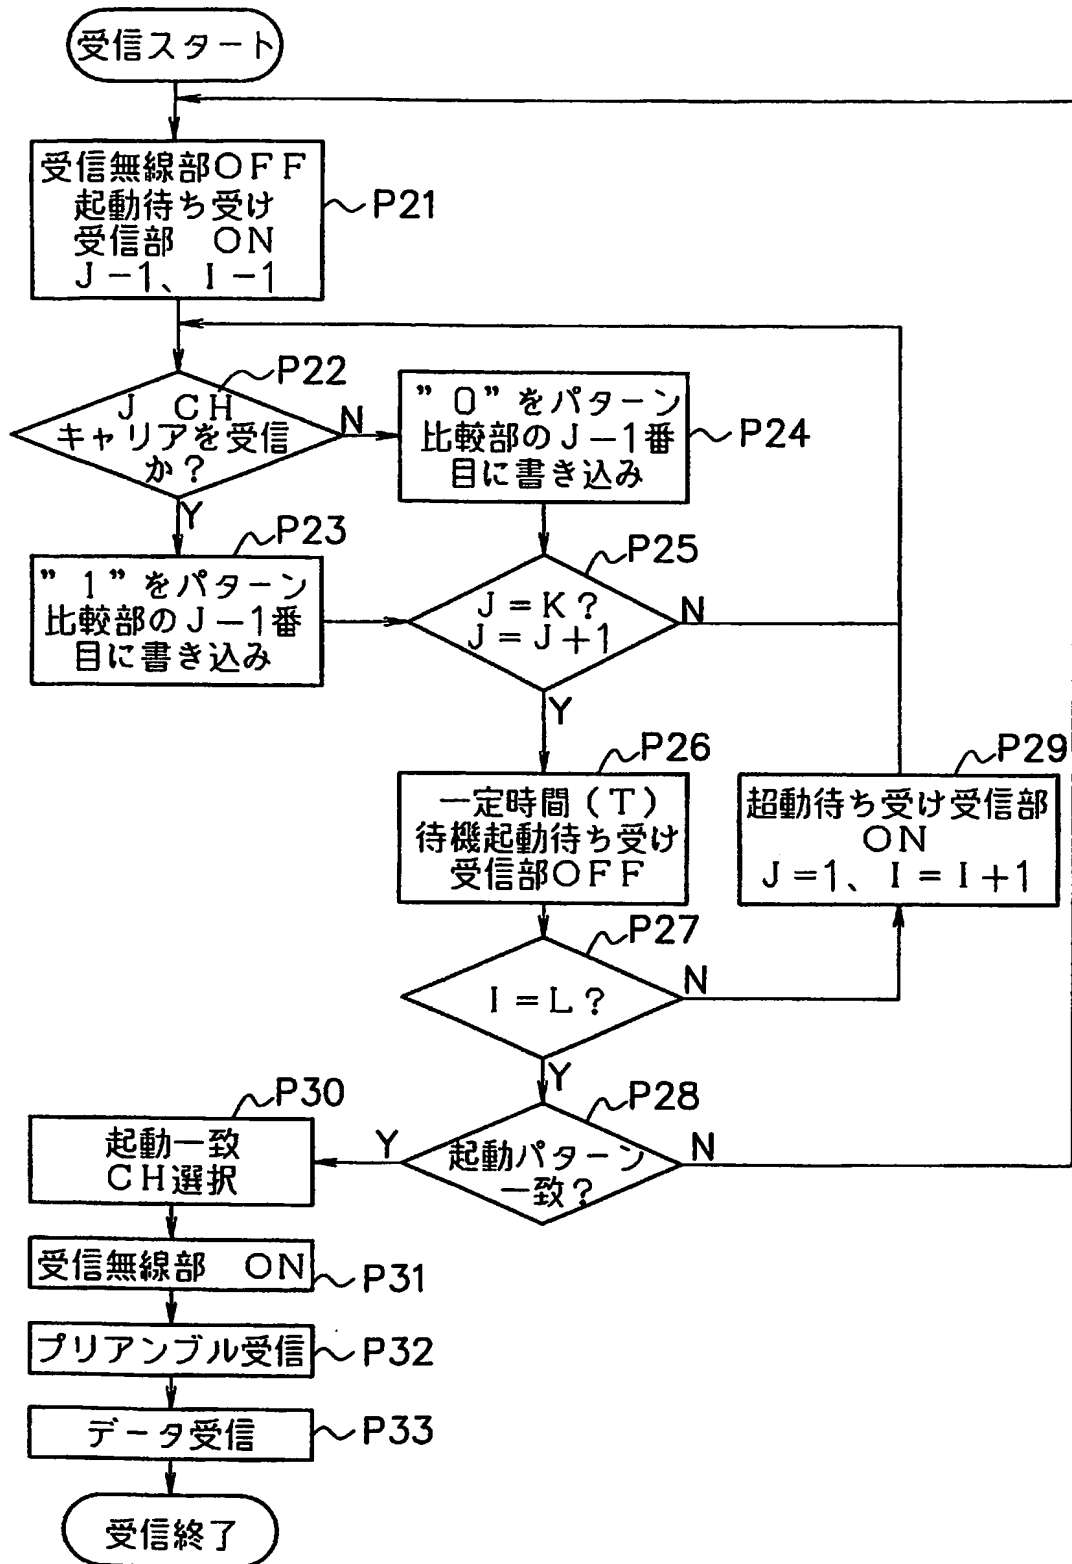 受信スタート
受信無線部OFF
起動待ち受け
受信部 ON
J-1、I-1
P21
P22
J CH
キャリアを受信
か?
N
Y
"0"をパターン
比較部のJ-1番
目に書き込み
P24
P23
"1"をパターン
比較部のJ-1番
目に書き込み
P25
J=K?
J=J+1
N
Y
P26
一定時間(T)
待機起動待ち受け
受信部OFF
P29
超動待ち受け受信部
ON
J=1、I=I+1
P27
I=L?
N
Y
P28
起動パターン
一致?
Y
N
P30
起動一致
CH選択
受信無線部 ON
P31
プリアンブル受信
P32
データ受信
P33
受信終了